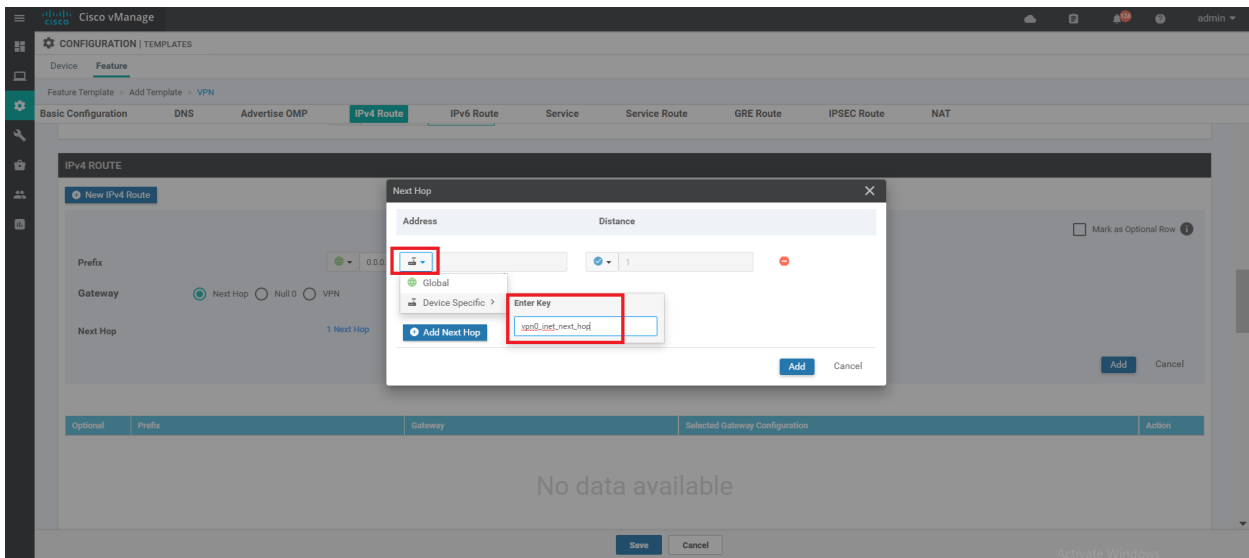 cisco Cisco vManage admin
CONFIGURATION | TEMPLATES
Device Feature
Feature Template > Add Template > VPN
Basic Configuration DNS Advertise OMP IPv4 Route IPv6 Route Service Service Route GRE Route IPSEC Route NAT
IPv4 ROUTE
New IPv4 Route
Next Hop
Address Distance
Mark as Optional Row
Prefix 0.0.0. 1
Global
Gateway Next Hop Null 0 VPN
Device Specific > Enter Key
Next Hop 1 Next Hop Add Next Hop vpn0_inet_next_hop
Add Cancel
Add Cancel
Optional Prefix Gateway Selected Gateway Configuration Action
No data available
Save Cancel
Activate Windows